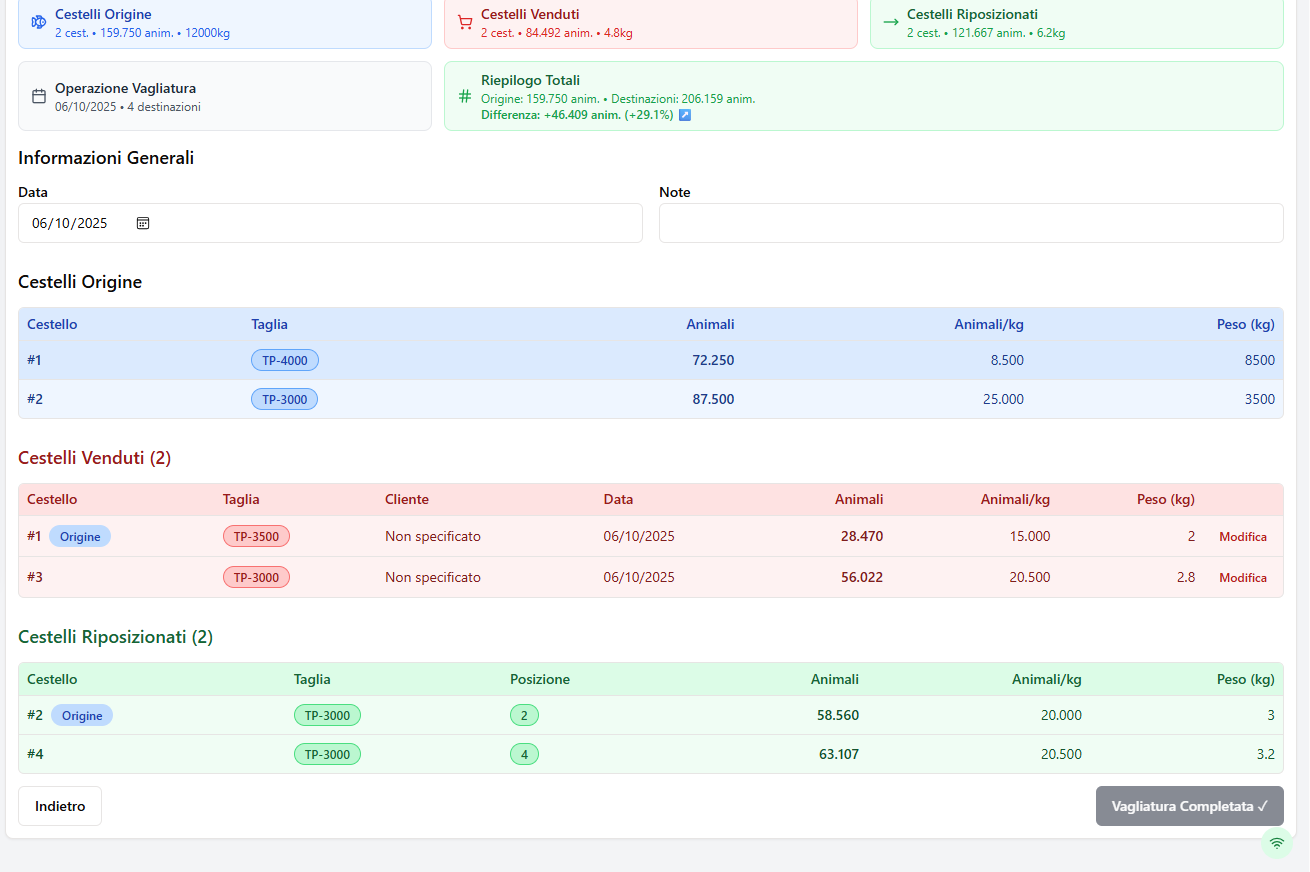 Cestelli Origine
2 cest. • 159.750 anim. • 12000kg
Cestelli Venduti
2 cest. • 84.492 anim. • 4.8kg
Cestelli Riposizionati
2 cest. • 121.667 anim. • 6.2kg
Operazione Vagliatura
06/10/2025 • 4 destinazioni
Riepilogo Totali
Origine: 159.750 anim. • Destinazioni: 206.159 anim.
Differenza: +46.409 anim. (+29.1%) ↗
Informazioni Generali
Data
06/10/2025
Note
Cestelli Origine
Cestello Taglia Animali Animali/kg Peso (kg)
#1 TP-4000 72.250 8.500 8500
#2 TP-3000 87.500 25.000 3500
Cestelli Venduti (2)
Cestello Taglia Cliente Data Animali Animali/kg Peso (kg)
#1 Origine TP-3500 Non specificato 06/10/2025 28.470 15.000 2 Modifica
#3 TP-3000 Non specificato 06/10/2025 56.022 20.500 2.8 Modifica
Cestelli Riposizionati (2)
Cestello Taglia Posizione Animali Animali/kg Peso (kg)
#2 Origine TP-3000 2 58.560 20.000 3
#4 TP-3000 4 63.107 20.500 3.2
Indietro
Vagliatura Completata ✓